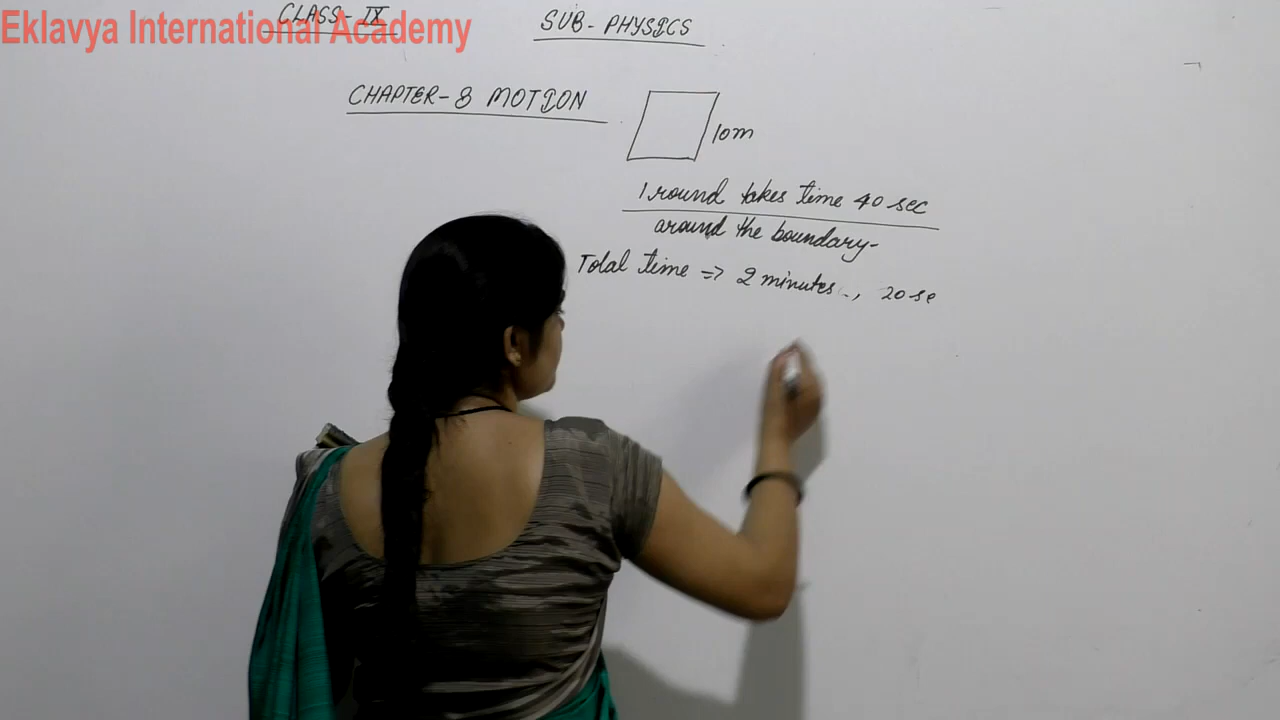 CLASS IX
Eklavya International Academy
SUB- PHYSICS
CHAPTER-8 MOTION
10m
1 round takes time 40 sec
around the boundary-
Total time => 2 minutes.., 20 se